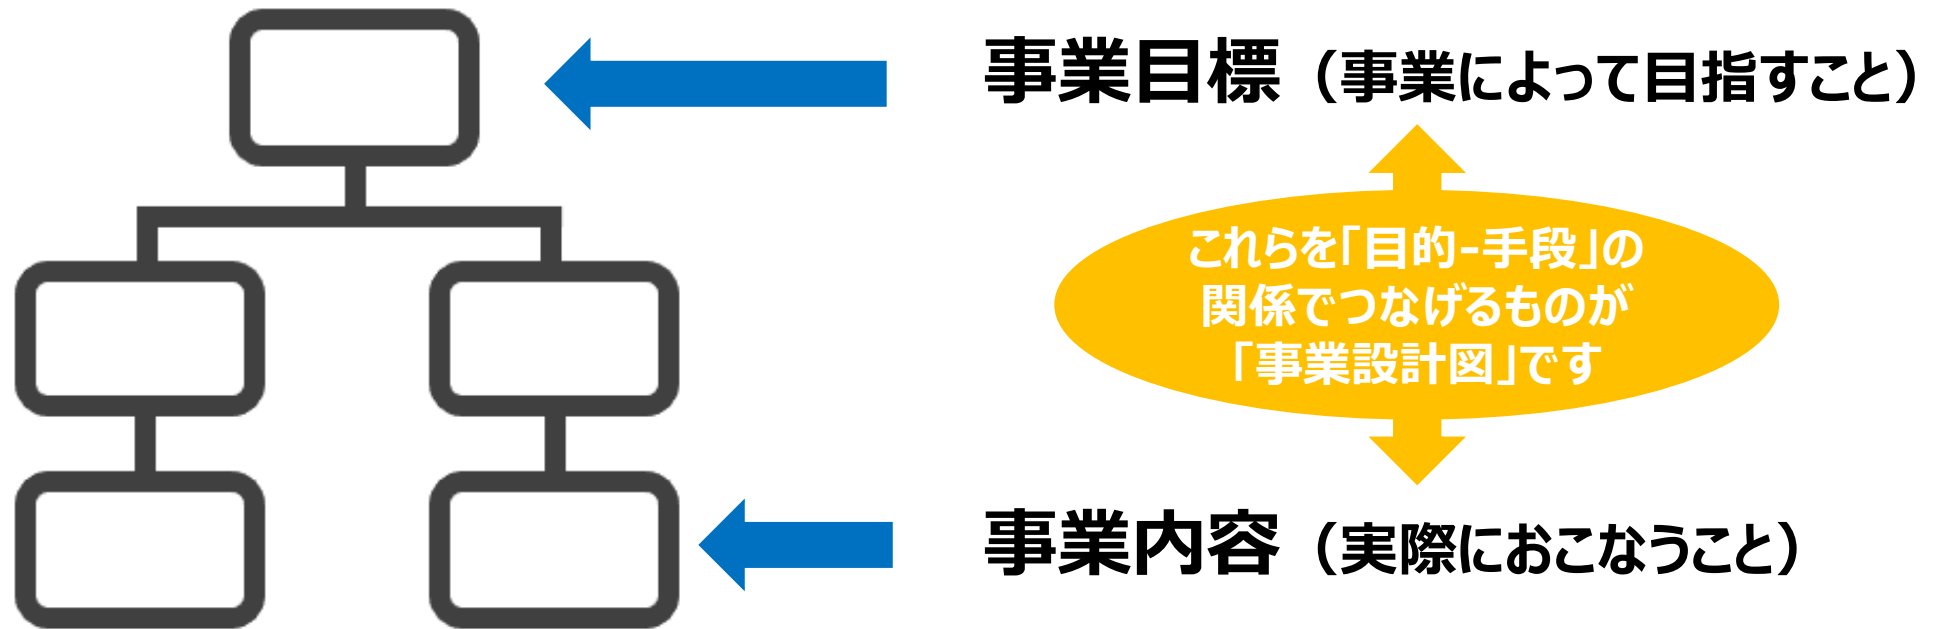 事業目標（事業によって目指すこと）
これらを「目的-手段」の
関係でつなげるものが
「事業設計図」です
事業内容（実際におこなうこと）